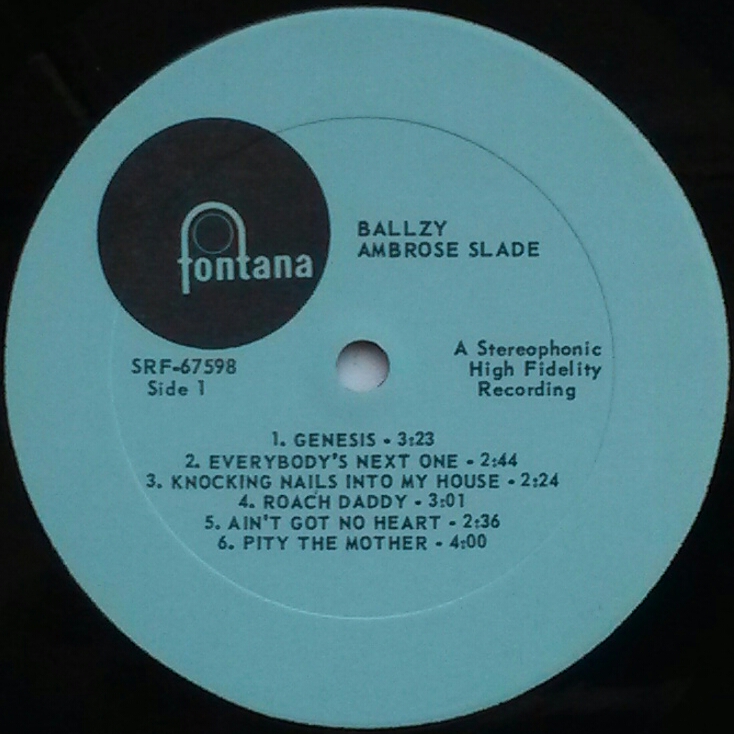 fontana
BALLZY
AMBROSE SLADE
SRF-67598
Side 1
A Stereophonic
High Fidelity
Recording
1. GENESIS - 3:23
2. EVERYBODY'S NEXT ONE - 2:44
3. KNOCKING NAILS INTO MY HOUSE - 2:24
4. ROACH DADDY - 3:01
5. AIN'T GOT NO HEART - 2:36
6. PITY THE MOTHER - 4:00